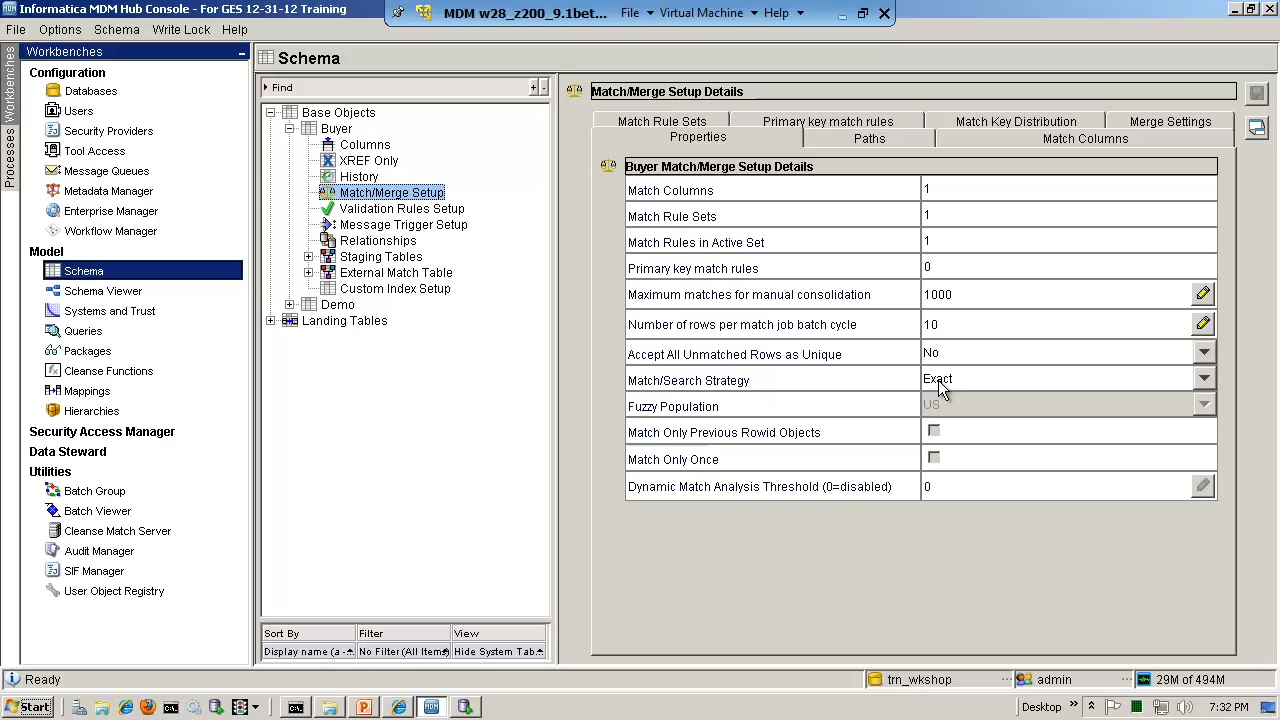 Informatica MDM Hub Console - For GES 12-31-12 Training
MDM w28_z200_9.1bet... File Virtual Machine Help
File Options Schema Write Lock Help
Workbenches
Processes
Workbenches
Configuration
Databases
Users
Security Providers
Tool Access
Message Queues
Metadata Manager
Enterprise Manager
Workflow Manager
Model
Schema
Schema Viewer
Systems and Trust
Queries
Packages
Cleanse Functions
Mappings
Hierarchies
Security Access Manager
Data Steward
Utilities
Batch Group
Batch Viewer
Cleanse Match Server
Audit Manager
SIF Manager
User Object Registry
Schema
Find
Base Objects
Buyer
Columns
XREF Only
History
Match/Merge Setup
Validation Rules Setup
Message Trigger Setup
Relationships
Staging Tables
External Match Table
Custom Index Setup
Demo
Landing Tables
Sort By Filter View
Display name (a - No Filter (All Items) Hide System Tab
Match/Merge Setup Details
Match Rule Sets Primary key match rules Match Key Distribution Merge Settings
Properties Paths Match Columns
Buyer Match/Merge Setup Details
Match Columns 1
Match Rule Sets 1
Match Rules in Active Set 1
Primary key match rules 0
Maximum matches for manual consolidation 1000
Number of rows per match job batch cycle 10
Accept All Unmatched Rows as Unique No
Match/Search Strategy Exact
Fuzzy Population US
Match Only Previous Rowid Objects
Match Only Once
Dynamic Match Analysis Threshold (0=disabled) 0
Ready trn_wkshop admin 29M of 494M
Start Desktop 7:32 PM